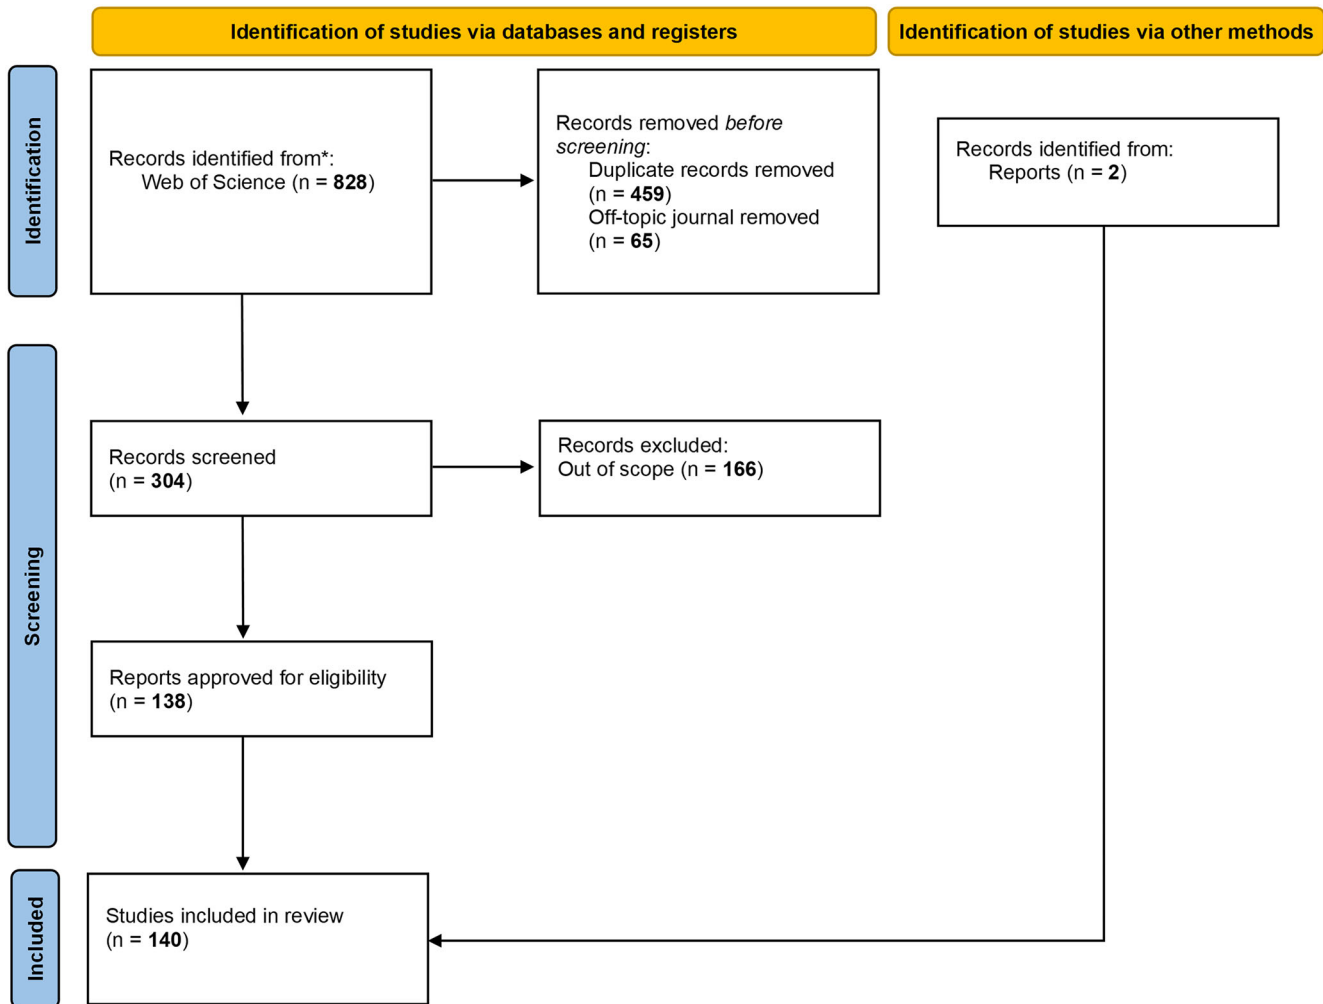 Identification of studies via databases and registers
Identification of studies via other methods
Identification
Records identified from*:
Web of Science (n = 828)
Records removed before
screening:
Duplicate records removed
(n = 459)
Off-topic journal removed
(n = 65)
Records identified from:
Reports (n = 2)
Screening
Records screened
(n = 304)
Records excluded:
Out of scope (n = 166)
Reports approved for eligibility
(n = 138)
Included
Studies included in review
(n = 140)